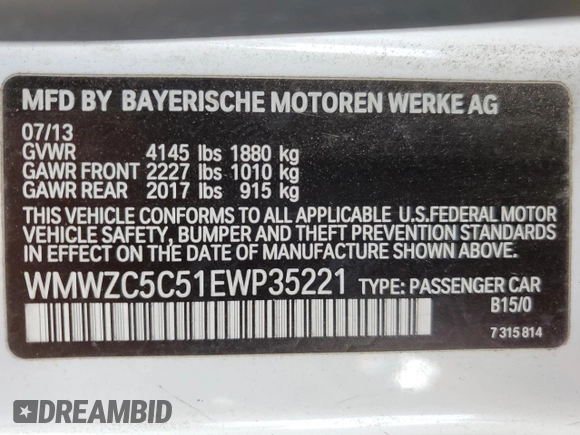 MFD BY BAYERISCHE MOTOREN WERKE AG
07/13
GVWR 4145 lbs 1880 kg
GAWR FRONT 2227 lbs 1010 kg
GAWR REAR 2017 lbs 915 kg
THIS VEHICLE CONFORMS TO ALL APPLICABLE U.S.FEDERAL MOTOR
VEHICLE SAFETY, BUMPER AND THEFT PREVENTION STANDARDS
IN EFFECT ON THE DATE OF MANUFACTURE SHOWN ABOVE.
WMWZC5C51EWP35221 TYPE: PASSENGER CAR
B15/0
7 315 814
DREAMBID